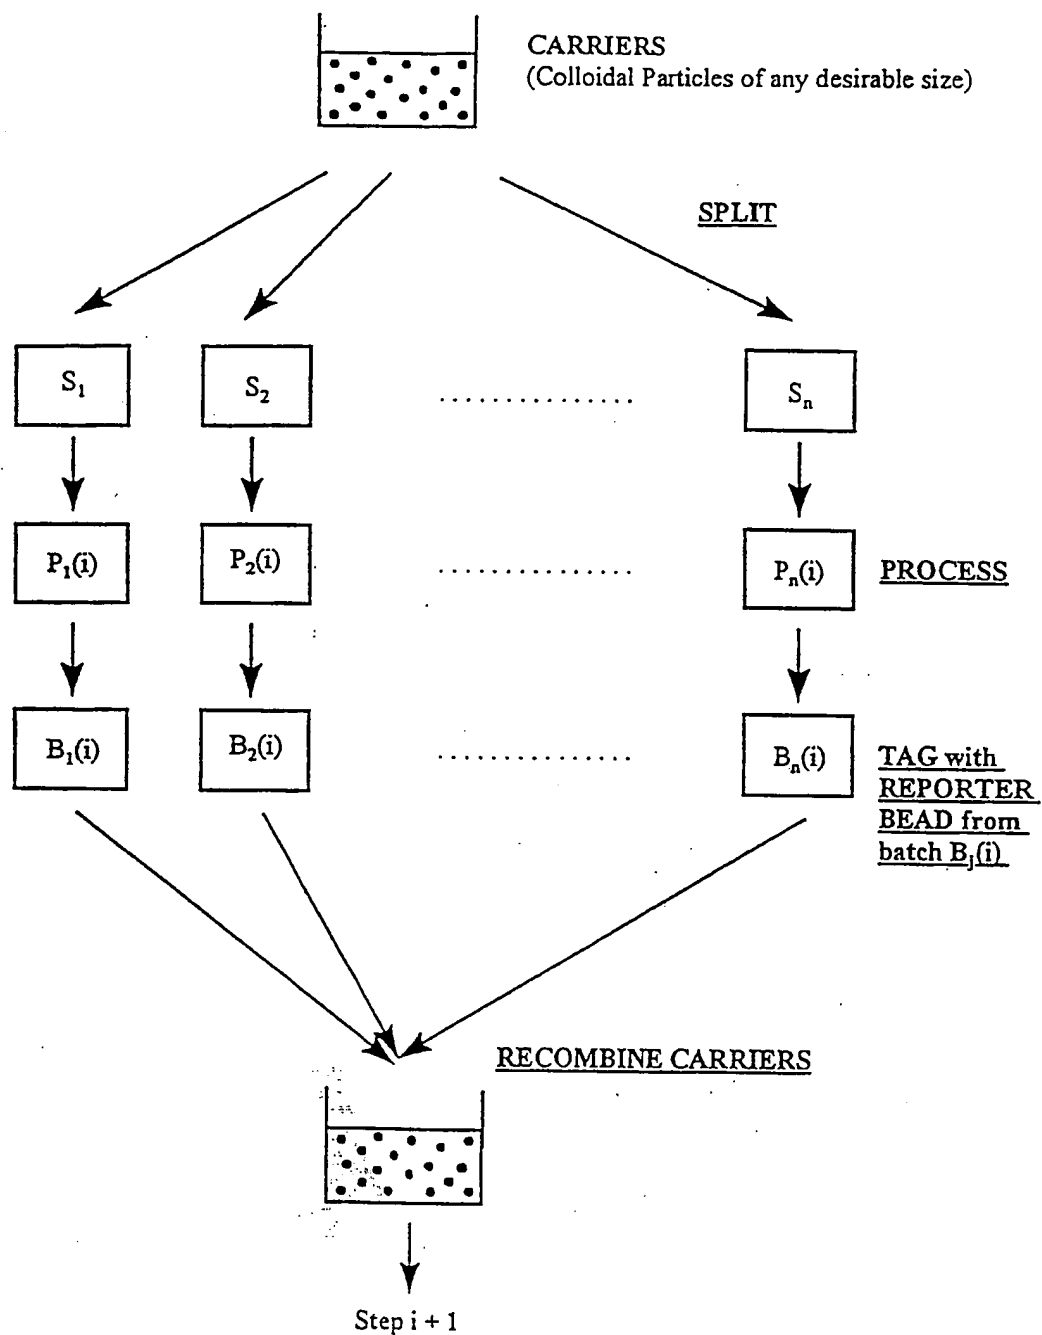 CARRIERS
(Colloidal Particles of any desirable size)
SPLIT
S₁ S₂ ................ Sₙ
P₁(i) P₂(i) ................ Pₙ(i) PROCESS
B₁(i) B₂(i) ................ Bₙ(i) TAG with
REPORTER
BEAD from
batch Bⱼ(i)
RECOMBINE CARRIERS
Step i + 1